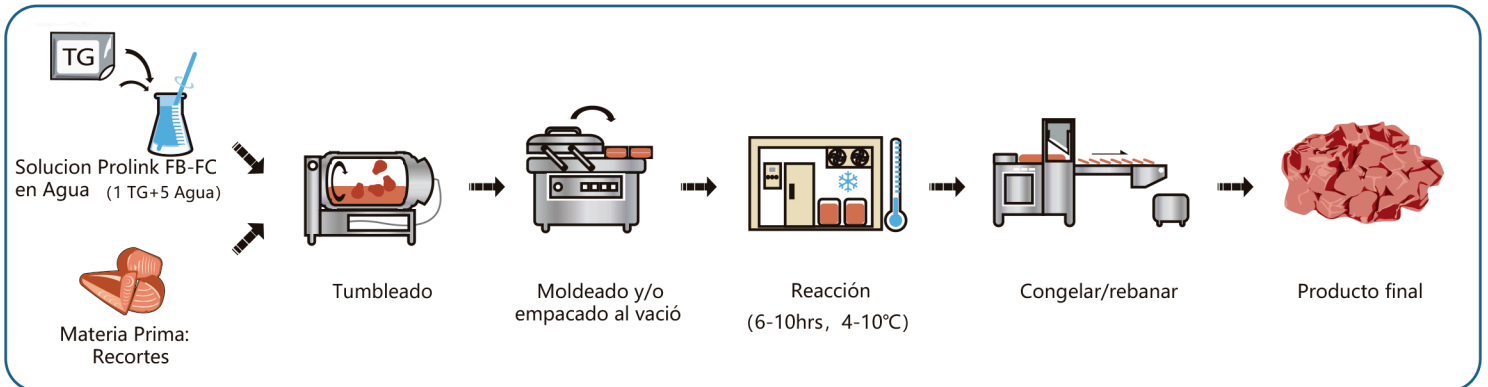 TG
Solucion Prolink FB-FC
en Agua (1 TG+5 Agua)
Materia Prima:
Recortes
Tumbleado
Moldeado y/o
empacado al vació
Reacción
(6-10hrs, 4-10℃)
Congelar/rebanar
Producto final